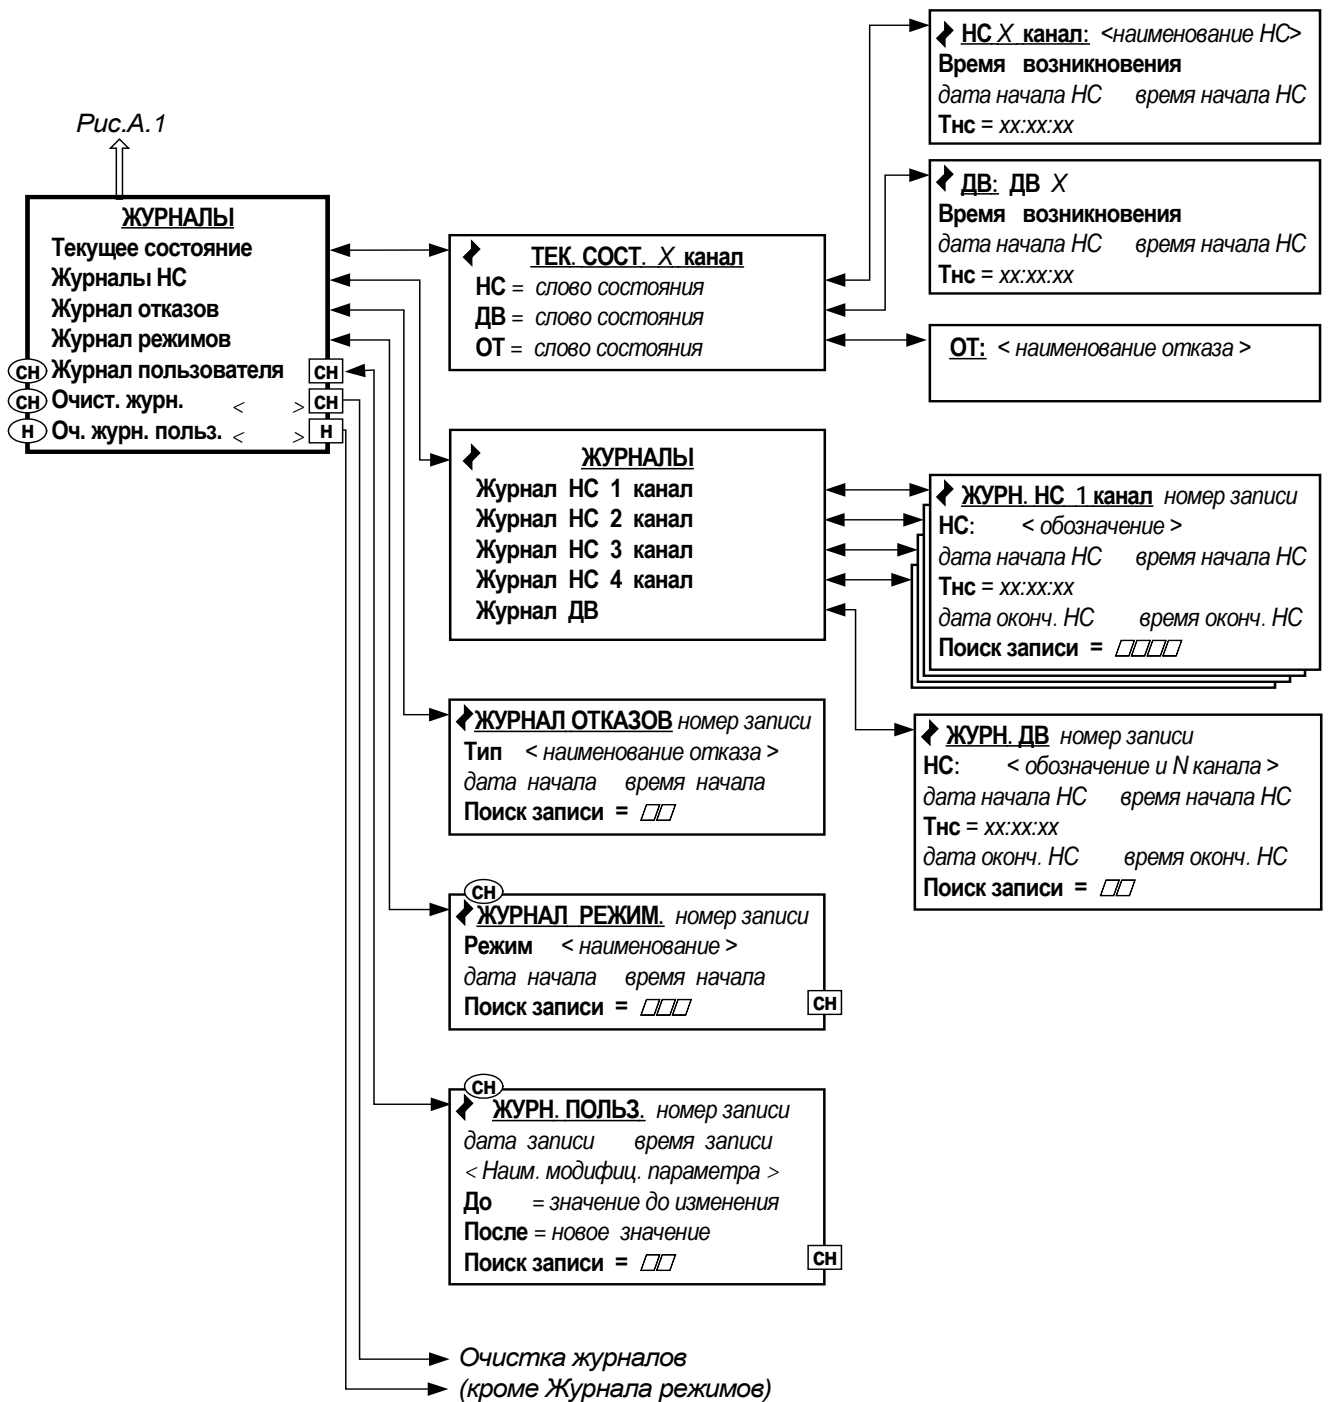 Рис.А.1
ЖУРНАЛЫ
Текущее состояние
Журналы НС
Журнал отказов
Журнал режимов
СН Журнал пользователя СН
СН Очист. журн. < > СН
Н Оч. журн. польз. < > Н
ТЕК. СОСТ. X канал
НС = слово состояния
ДВ = слово состояния
ОТ = слово состояния
НС X канал: <наименование НС>
Время возникновения
дата начала НС время начала НС
Тнс = xx:xx:xx
ДВ: ДВ X
Время возникновения
дата начала НС время начала НС
Тнс = xx:xx:xx
ОТ: < наименование отказа >
ЖУРНАЛЫ
Журнал НС 1 канал
Журнал НС 2 канал
Журнал НС 3 канал
Журнал НС 4 канал
Журнал ДВ
ЖУРН. НС 1 канал номер записи
НС: < обозначение >
дата начала НС время начала НС
Тнс = xx:xx:xx
дата оконч. НС время оконч. НС
Поиск записи =
ЖУРН. ДВ номер записи
НС: < обозначение и N канала >
дата начала НС время начала НС
Тнс = xx:xx:xx
дата оконч. НС время оконч. НС
Поиск записи =
ЖУРНАЛ ОТКАЗОВ номер записи
Тип < наименование отказа >
дата начала время начала
Поиск записи =
СН
ЖУРНАЛ РЕЖИМ. номер записи
Режим < наименование >
дата начала время начала
Поиск записи =
СН
СН
ЖУРН. ПОЛЬЗ. номер записи
дата записи время записи
< Наим. модифиц. параметра >
До = значение до изменения
После = новое значение
Поиск записи =
СН
Очистка журналов
(кроме Журнала режимов)